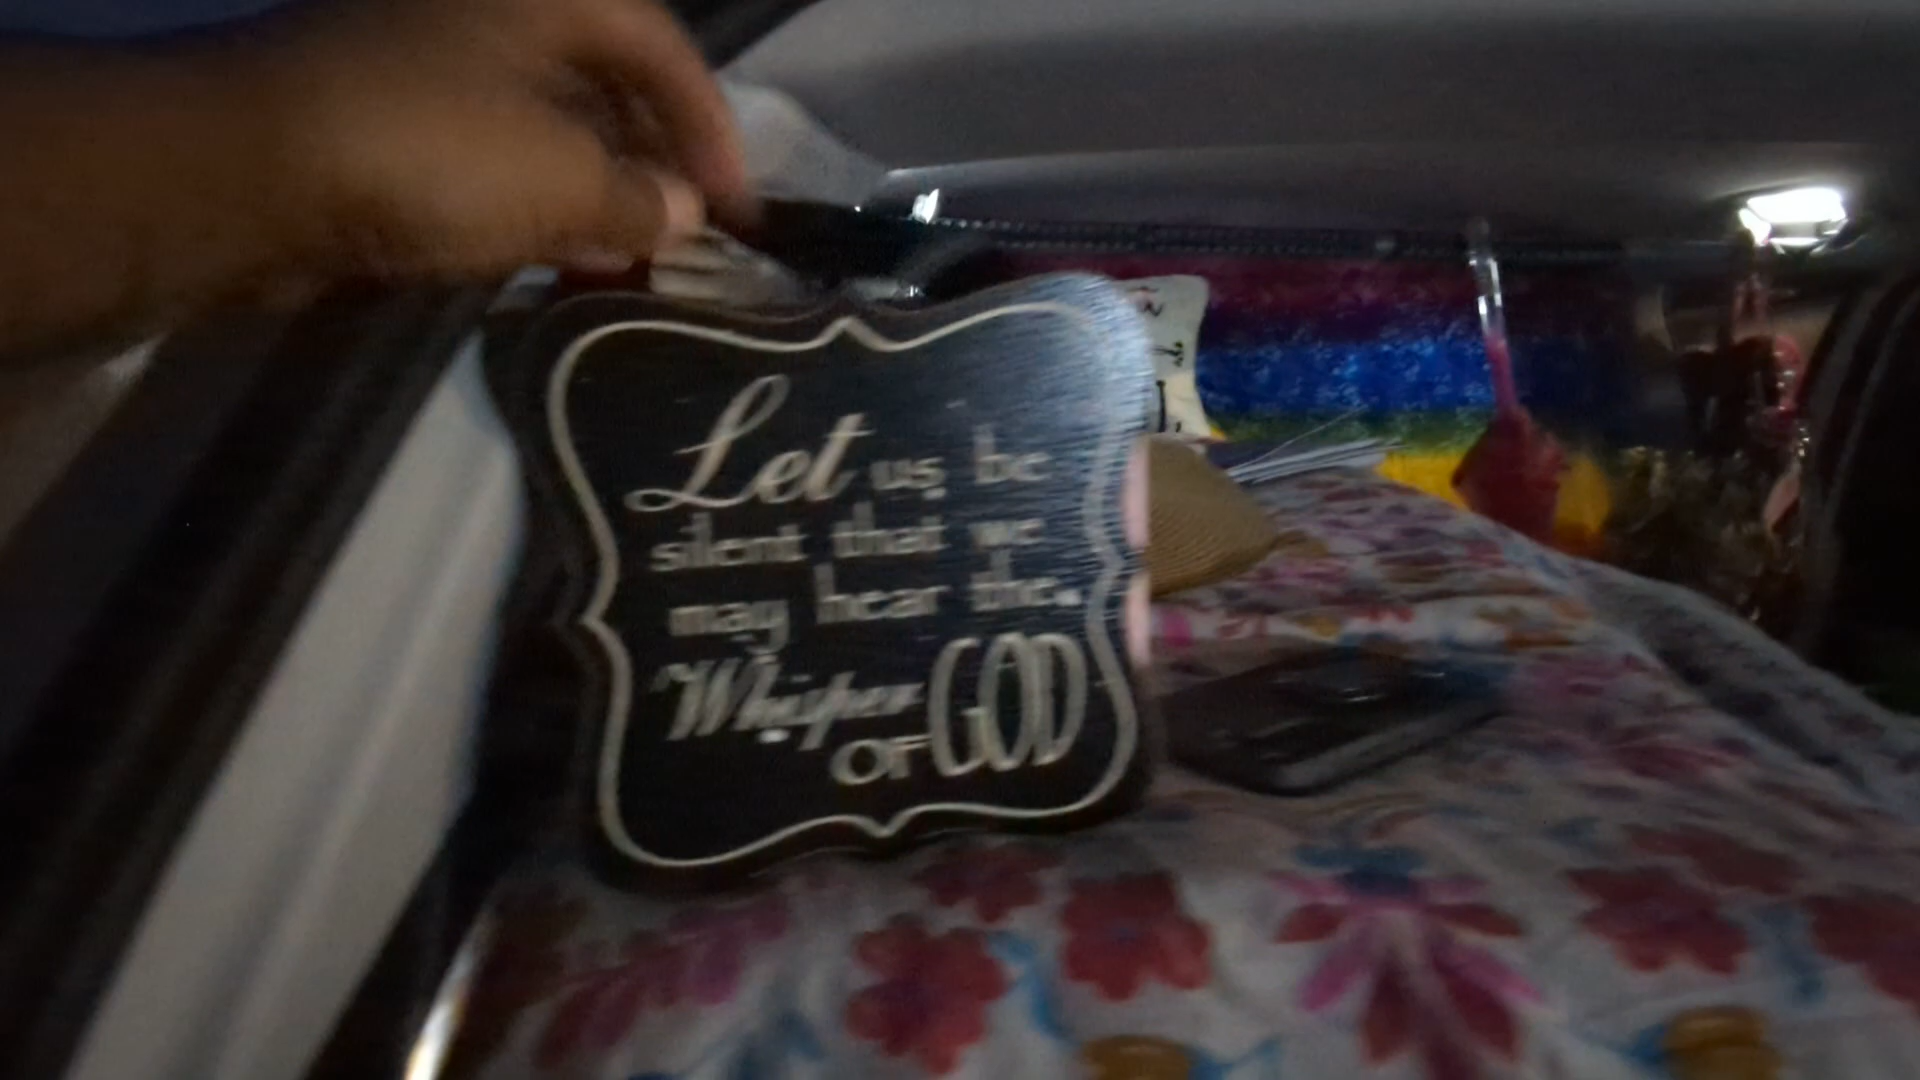 Let us be
silent that we
may hear the
Whisper
OF GOD